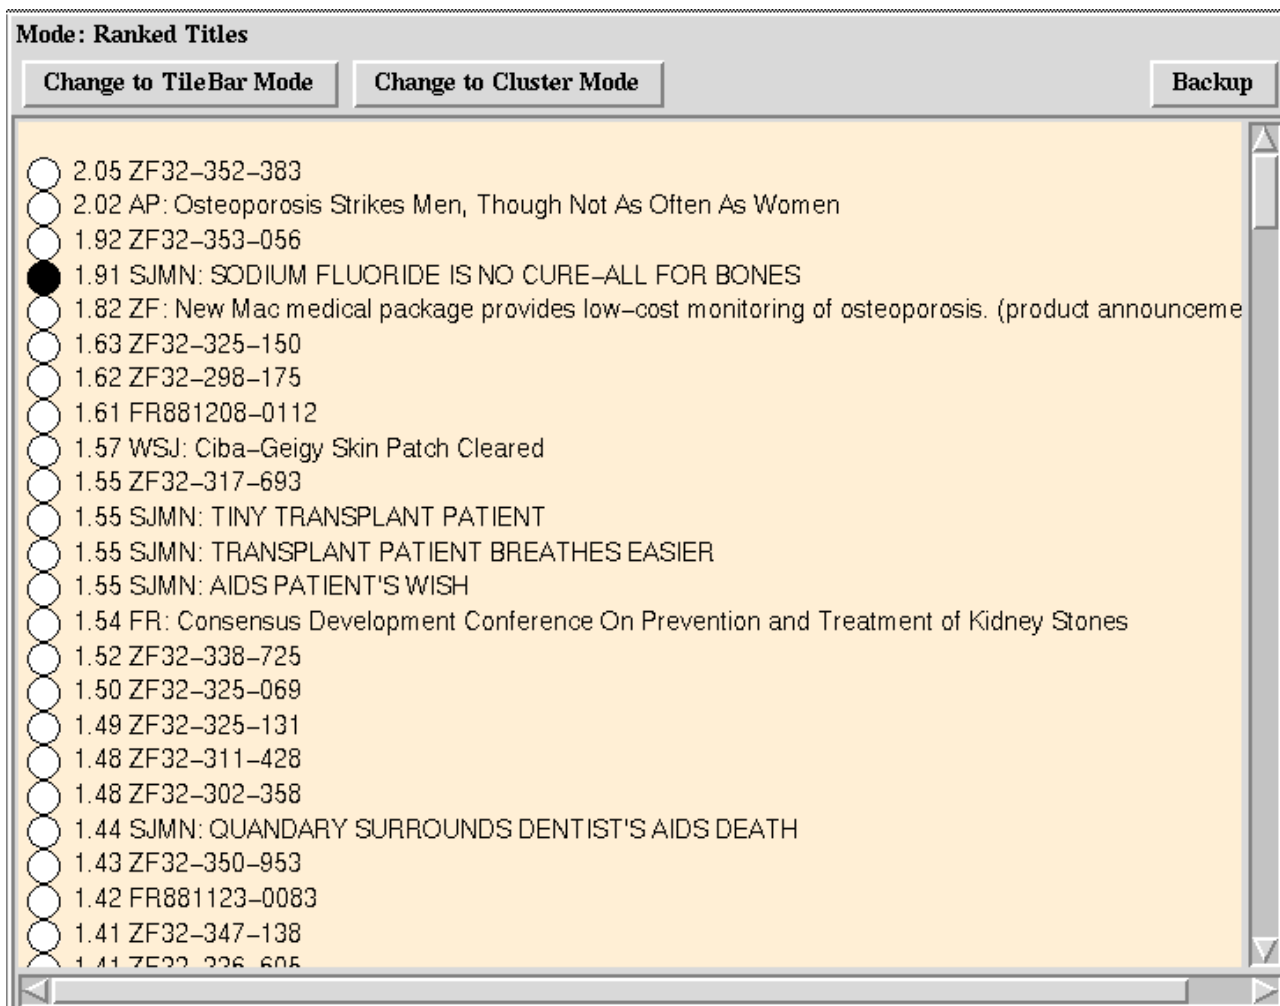 Mode: Ranked Titles
Change to TileBar Mode Change to Cluster Mode Backup
2.05 ZF32-352-383
2.02 AP: Osteoporosis Strikes Men, Though Not As Often As Women
1.92 ZF32-353-056
1.91 SJMN: SODIUM FLUORIDE IS NO CURE-ALL FOR BONES
1.82 ZF: New Mac medical package provides low-cost monitoring of osteoporosis. (product announceme
1.63 ZF32-325-150
1.62 ZF32-298-175
1.61 FR881208-0112
1.57 WSJ: Ciba-Geigy Skin Patch Cleared
1.55 ZF32-317-693
1.55 SJMN: TINY TRANSPLANT PATIENT
1.55 SJMN: TRANSPLANT PATIENT BREATHES EASIER
1.55 SJMN: AIDS PATIENT'S WISH
1.54 FR: Consensus Development Conference On Prevention and Treatment of Kidney Stones
1.52 ZF32-338-725
1.50 ZF32-325-069
1.49 ZF32-325-131
1.48 ZF32-311-428
1.48 ZF32-302-358
1.44 SJMN: QUANDARY SURROUNDS DENTIST'S AIDS DEATH
1.43 ZF32-350-953
1.42 FR881123-0083
1.41 ZF32-347-138
1.41